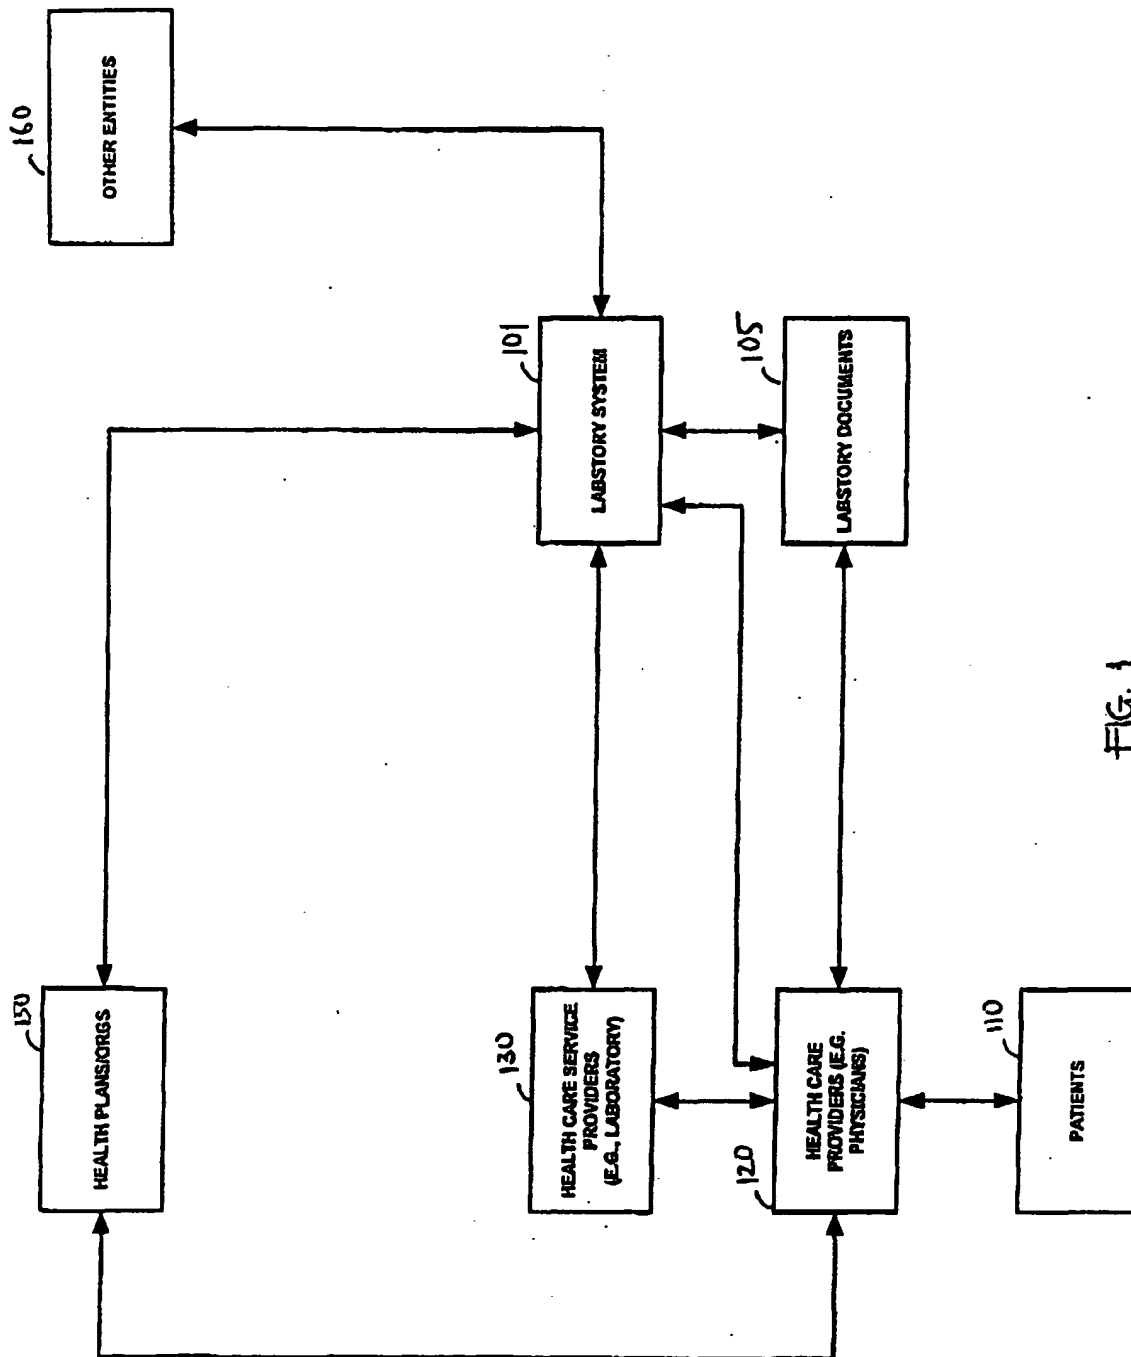 150
HEALTH PLANS/ORGS
160
OTHER ENTITIES
130
HEALTH CARE SERVICE
PROVIDERS
(E.G., LABORATORY)
101
LABSTORY SYSTEM
120
HEALTH CARE
PROVIDERS (E.G.
PHYSICIANS)
105
LABSTORY DOCUMENTS
110
PATIENTS
FIG. 1